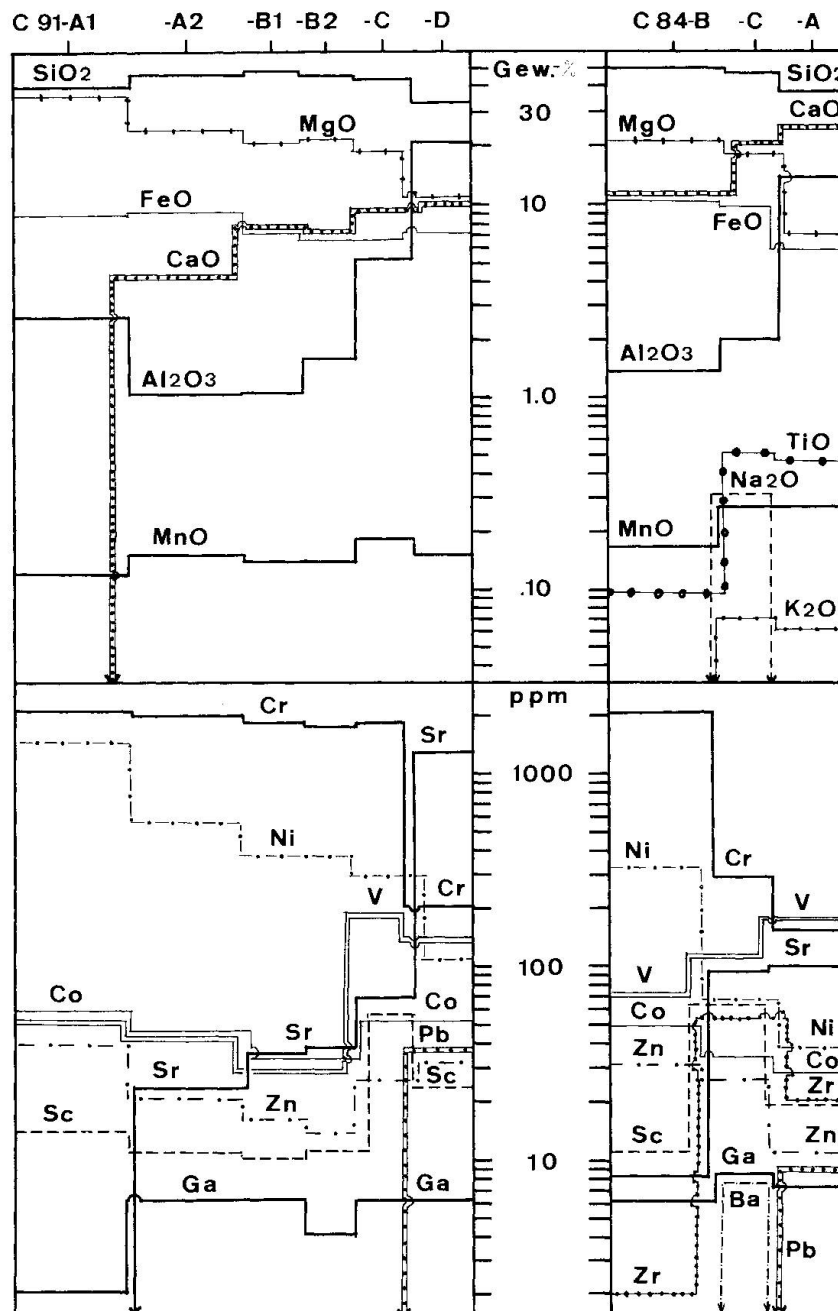 C 91-A1 -A2 -B1 -B2 -C -D C 84-B -C -A
SiO2 Gew.-% SiO2
MgO 30 MgO CaO
FeO 10 FeO
CaO
Al2O3 Al2O3
1.0
TiO
Na2O
MnO MnO
.10 K2O
ppm
Cr Sr
1000
Ni Ni Cr
V Cr V
100 Sr
Co V
Sr Co Co Ni
Pb Zn Co
Sr Sc Zr
Sc Zn Sc Zn
10
Ga Ga Ga
Ba
Pb
Zr